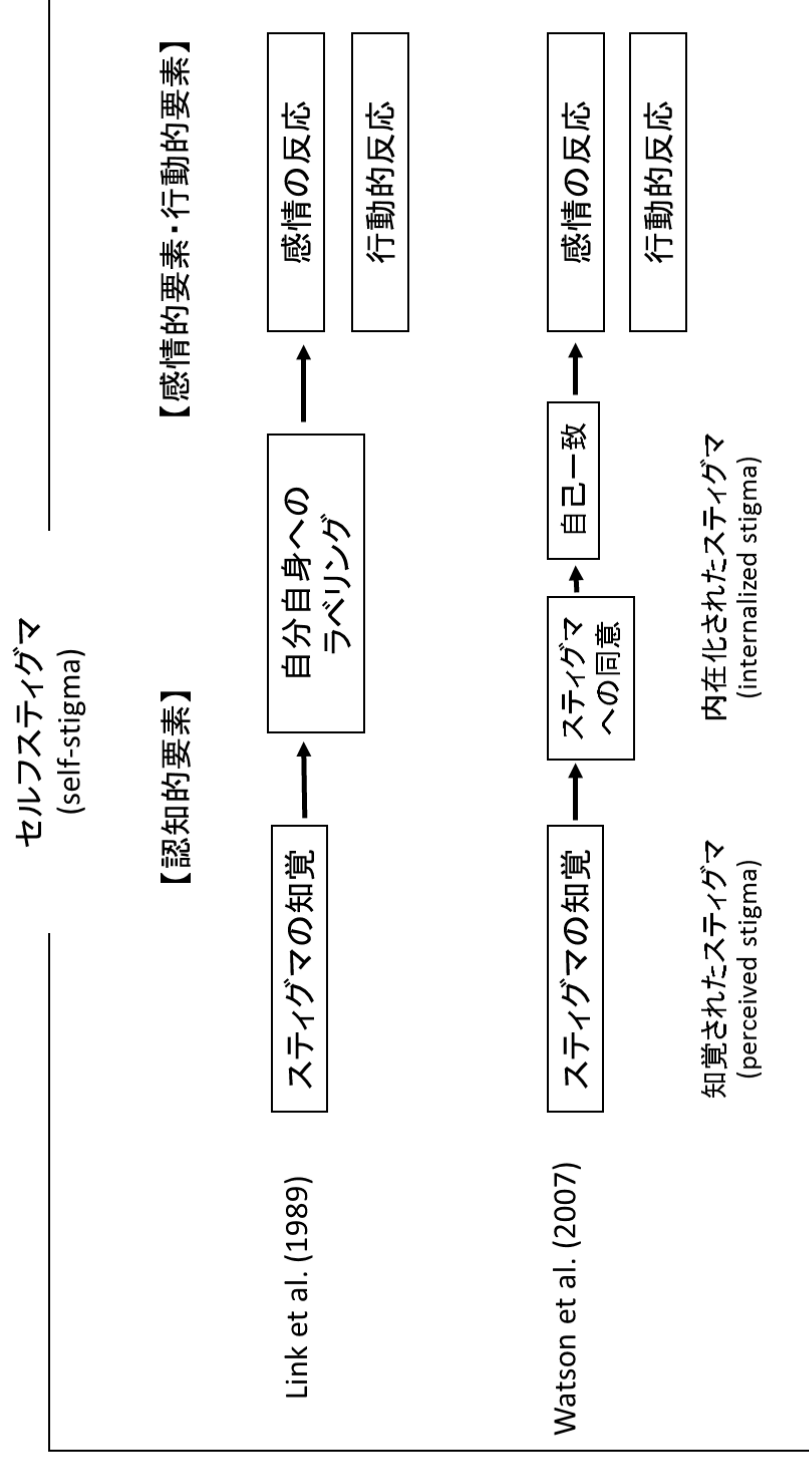 セルフスティグマ
(self-stigma)
【認知的要素】
【感情的要素・行動的要素】
Link et al. (1989)
スティグマの知覚
自分自身への
ラベリング
感情の反応
行動的反応
Watson et al. (2007)
スティグマの知覚
スティグマ
への同意
自己一致
感情の反応
行動的反応
知覚されたスティグマ
(perceived stigma)
内在化されたスティグマ
(internalized stigma)